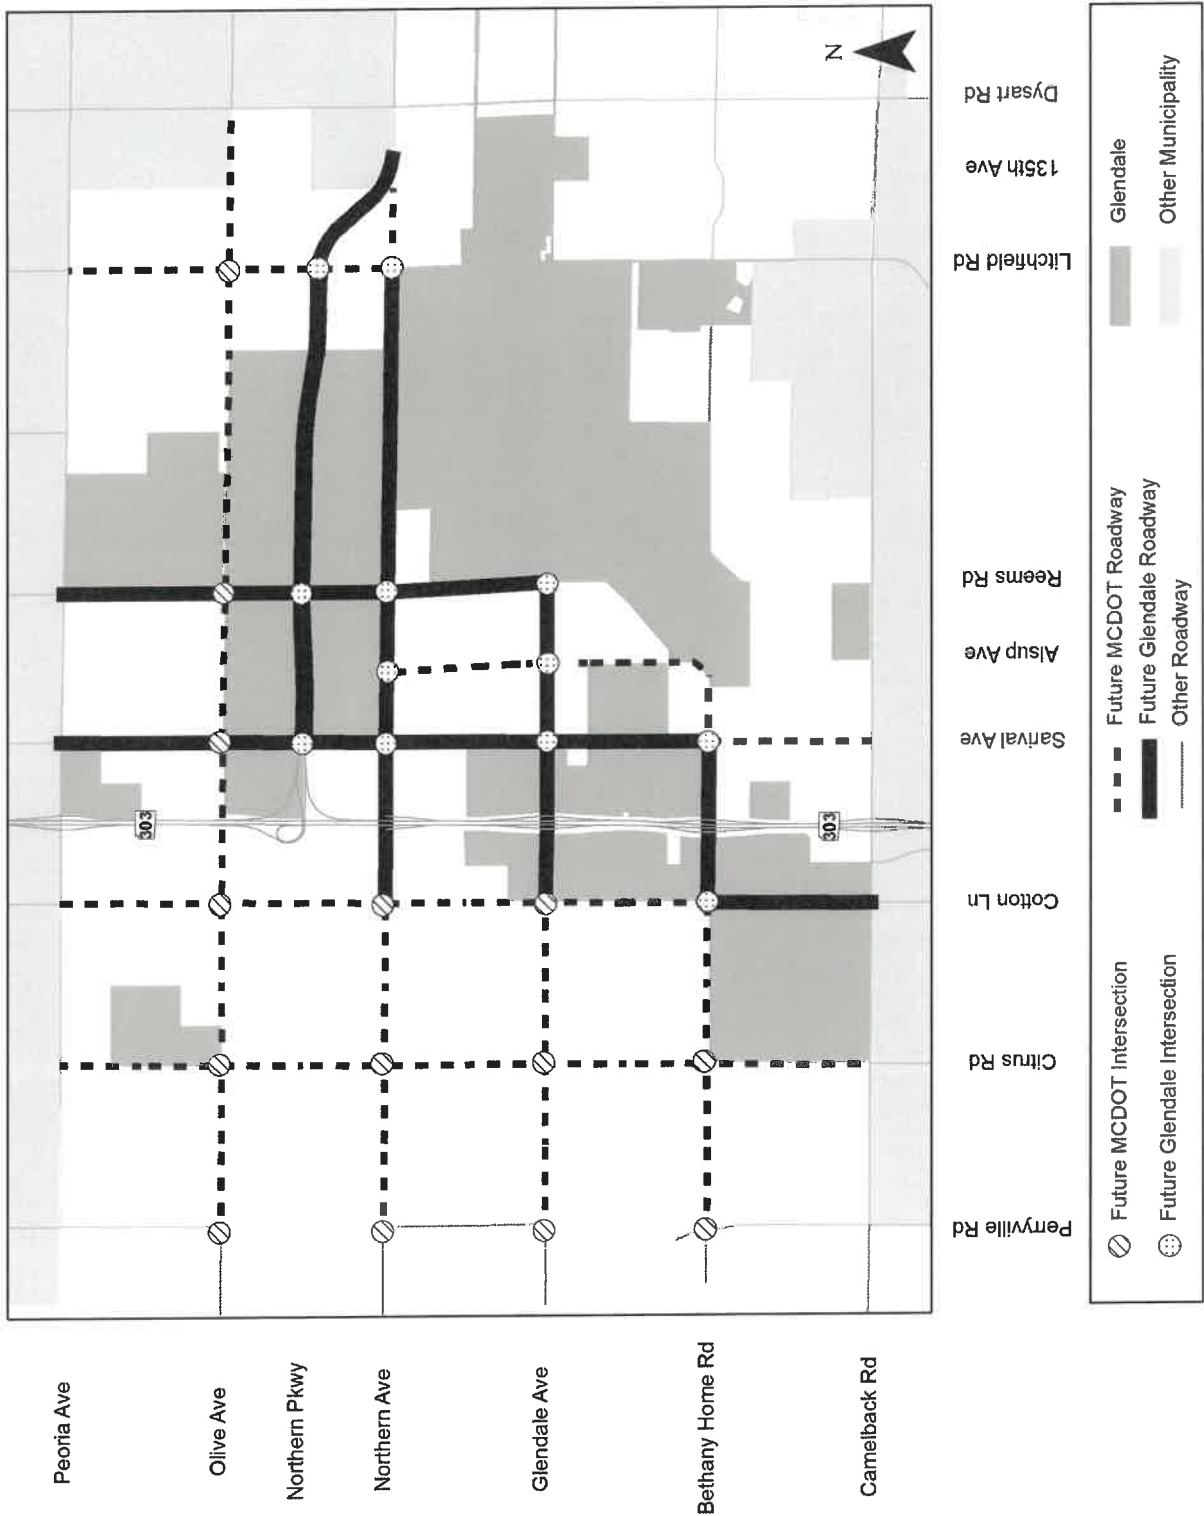 Peoria Ave
Olive Ave
Northern Pkwy
Northern Ave
Glendale Ave
Bethany Home Rd
Camelback Rd
303
303
N
Perryville Rd
Citrus Rd
Cotton Ln
Sarival Ave
Alsup Ave
Reems Rd
Litchfield Rd
135th Ave
Dysart Rd
Future MCDOT Intersection
Future Glendale Intersection
Future MCDOT Roadway
Future Glendale Roadway
Other Roadway
Glendale
Other Municipality